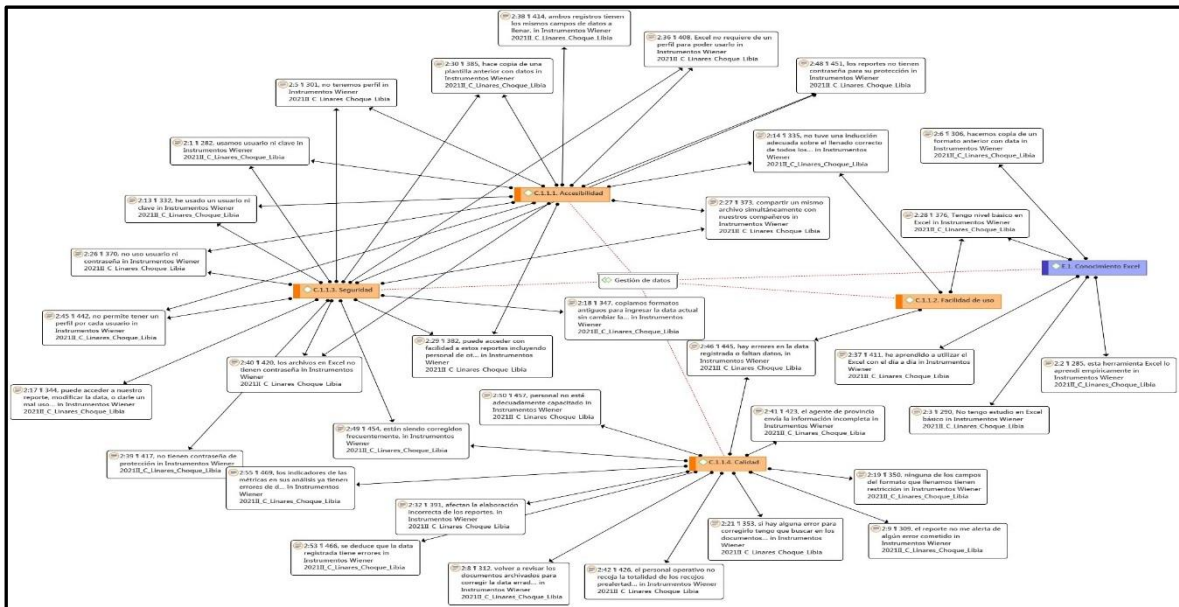 2:38 ¶ 414, ambos registros tienen
los mismos campos de datos a
llenar. in Instrumentos Wiener
2021II_C_Linares_Choque_Libia
2:36 ¶ 408, Excel no requiere de un
perfil para poder usarlo in
Instrumentos Wiener
2021II_C_Linares_Choque_Libia
2:30 ¶ 385, hace copia de una
plantilla anterior con datos in
Instrumentos Wiener
2021II_C_Linares_Choque_Libia
2:48 ¶ 451, los reportes no tienen
contraseña para su protección in
Instrumentos Wiener
2021II_C_Linares_Choque_Libia
2:5 ¶ 301, no tenemos perfil in
Instrumentos Wiener
2021II_C_Linares_Choque_Libia
2:14 ¶ 335, no tuve una inducción
adecuada sobre el llenado correcto
de todos los... in Instrumentos
Wiener
2021II_C_Linares_Choque_Libia
2:6 ¶ 306, hacemos copia de un
formato anterior con data in
Instrumentos Wiener
2021II_C_Linares_Choque_Libia
2:1 ¶ 282, usamos usuario ni clave in
Instrumentos Wiener
2021II_C_Linares_Choque_Libia
C.1.1.1. Accesibilidad
2:13 ¶ 332, he usado un usuario ni
clave in Instrumentos Wiener
2021II_C_Linares_Choque_Libia
2:27 ¶ 373, compartir un mismo
archivo simultáneamente con
nuestros compañeros in
Instrumentos Wiener
2021II_C_Linares_Choque_Libia
2:28 ¶ 376, Tengo nivel básico en
Excel in Instrumentos Wiener
2021II_C_Linares_Choque_Libia
2:26 ¶ 370, no uso usuario ni
contraseña in Instrumentos
Wiener
2021II_C_Linares_Choque_Libia
E.1. Conocimiento Excel
Gestión de datos
C.1.1.3. Seguridad
C.1.1.2. Facilidad de uso
2:45 ¶ 442, no permite tener un
perfil por cada usuario in
Instrumentos Wiener
2021II_C_Linares_Choque_Libia
2:18 ¶ 347, copiamos formatos
antiguos para ingresar la data actual
sin cambiar la... in Instrumentos
Wiener
2021II_C_Linares_Choque_Libia
2:29 ¶ 382, puede acceder con
facilidad a estos reportes incluyendo
personal de ot... in Instrumentos
Wiener
2021II_C_Linares_Choque_Libia
2:46 ¶ 445, hay errores en la data
registrada o faltan datos, in
Instrumentos Wiener
2021II_C_Linares_Choque_Libia
2:37 ¶ 411, he aprendido a utilizar el
Excel con el día a día in Instrumentos
Wiener
2021II_C_Linares_Choque_Libia
2:40 ¶ 420, los archivos en Excel no
tienen contraseña in Instrumentos
Wiener
2021II_C_Linares_Choque_Libia
2:2 ¶ 285, esta herramienta Excel lo
aprendí empíricamente in
Instrumentos Wiener
2021II_C_Linares_Choque_Libia
2:17 ¶ 344, puede acceder a nuestro
reporte, modificar la data, o darle un
mal uso... in Instrumentos Wiener
2021II_C_Linares_Choque_Libia
2:50 ¶ 457, personal no está
adecuadamente capacitado in
Instrumentos Wiener
2021II_C_Linares_Choque_Libia
2:41 ¶ 423, el agente de provincia
envía la información incompleta in
Instrumentos Wiener
2021II_C_Linares_Choque_Libia
2:3 ¶ 290, No tengo estudio en Excel
básico in Instrumentos Wiener
2021II_C_Linares_Choque_Libia
2:49 ¶ 454, están siendo corregidos
frecuentemente. in Instrumentos
Wiener
2021II_C_Linares_Choque_Libia
2:39 ¶ 417, no tienen contraseña de
protección in Instrumentos Wiener
2021II_C_Linares_Choque_Libia
C.1.1.4. Calidad
2:55 ¶ 469, los indicadores de las
métricas en sus análisis ya tienen
errores de d... in Instrumentos
Wiener
2021II_C_Linares_Choque_Libia
2:19 ¶ 350, ninguna de los campos
del formato que llenamos tienen
restricción in Instrumentos Wiener
2021II_C_Linares_Choque_Libia
2:32 ¶ 391, afectan la elaboración
incorrecta de los reportes. in
Instrumentos Wiener
2021II_C_Linares_Choque_Libia
2:21 ¶ 353, si hay alguna error para
corregirlo tengo que buscar en los
documentos... in Instrumentos
Wiener
2021II_C_Linares_Choque_Libia
2:9 ¶ 309, el reporte no me alerta de
algún error cometido in
Instrumentos Wiener
2021II_C_Linares_Choque_Libia
2:53 ¶ 466, se deduce que la data
registrada tiene errores in
Instrumentos Wiener
2021II_C_Linares_Choque_Libia
2:8 ¶ 312, volver a revisar los
documentos archivados para
corregir la data errad... in
Instrumentos Wiener
2021II_C_Linares_Choque_Libia
2:42 ¶ 426, el personal operativo no
recoja la totalidad de los recojos
prealertad... in Instrumentos Wiener
2021II_C_Linares_Choque_Libia